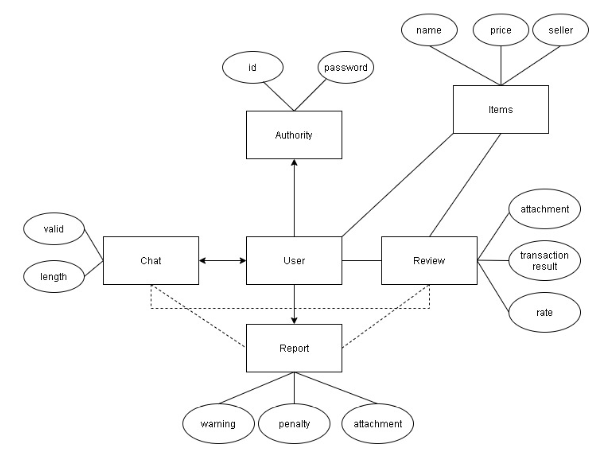 name
price
seller
id
password
Items
Authority
attachment
valid
Chat
User
Review
transaction
result
length
rate
Report
warning
penalty
attachment